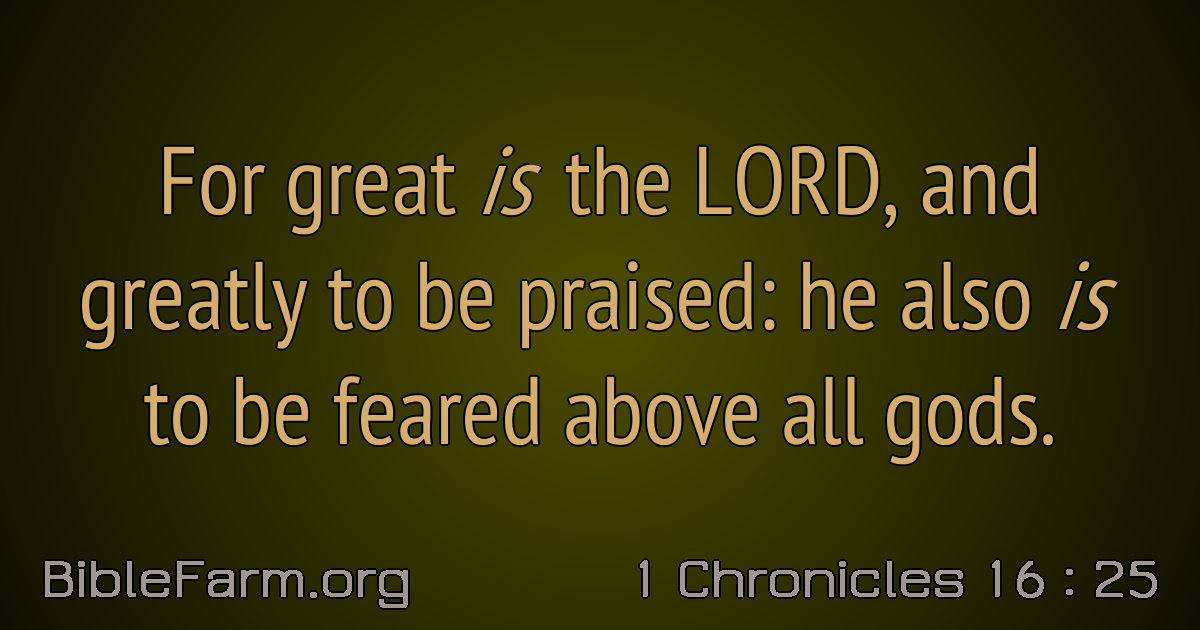 For great is the LORD, and
greatly to be praised: he also is
to be feared above all gods.
BibleFarm.org
1 Chronicles 16 : 25